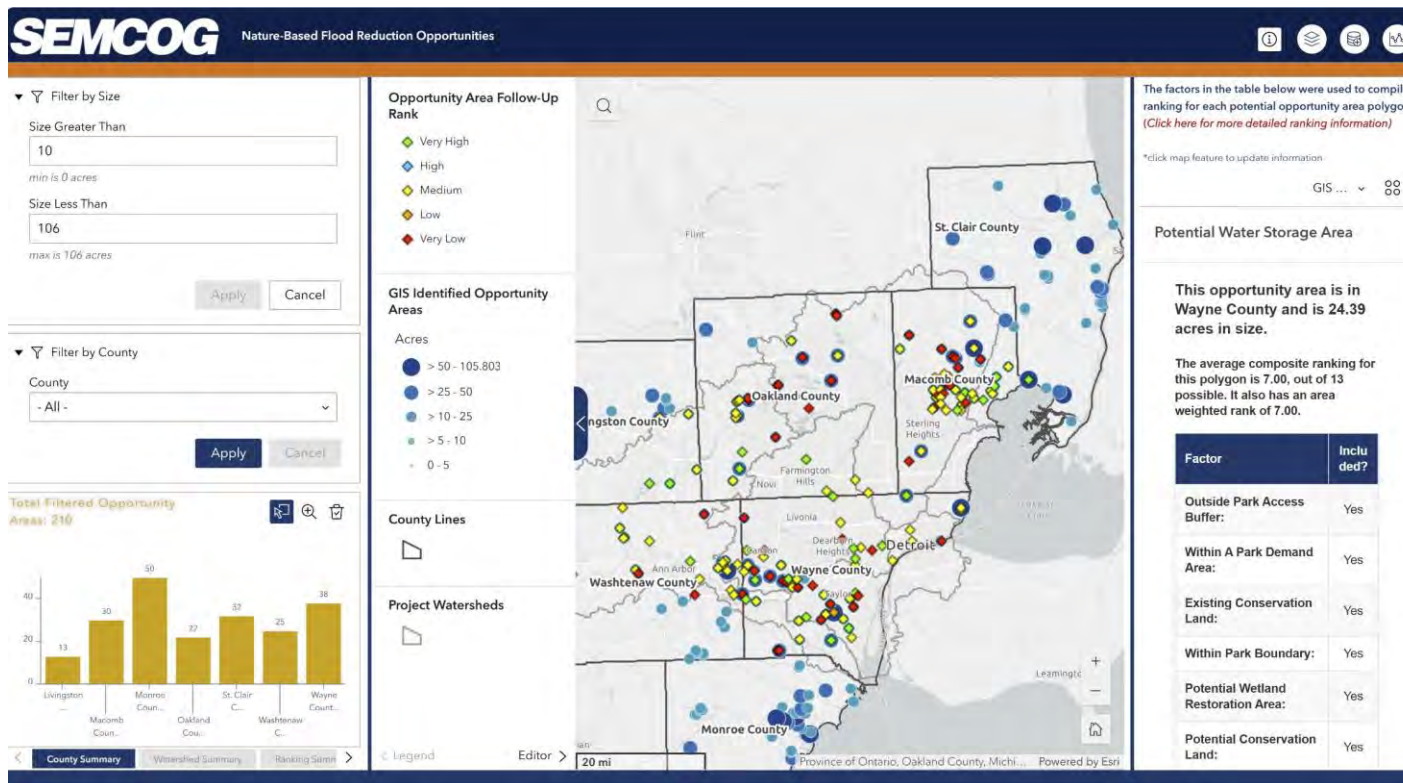 SEMCOG
Nature-Based Flood Reduction Opportunities
Filter by Size
Size Greater Than
10
min is 0 acres
Size Less Than
106
max is 106 acres
Apply
Cancel
Filter by County
County
- All -
Apply
Cancel
Total Filtered Opportunity
Areas: 210
40
20
0
13
30
50
22
32
25
38
Livingston
...
Macomb
Coun...
Monroe
Coun...
Oakland
Cou...
St. Clair
C...
Washtenaw
C...
Wayne
Count...
County Summary
Watershed Summary
Ranking Summ
Opportunity Area Follow-Up
Rank
Very High
High
Medium
Low
Very Low
GIS Identified Opportunity
Areas
Acres
> 50 - 105.803
> 25 - 50
> 10 - 25
> 5 - 10
0 - 5
County Lines
Project Watersheds
Legend
Editor
Flint
St. Clair County
Macomb County
Oakland County
ngston County
Sterling
Heights
Farmington
Hills
Novi
Livonia
Dearborn
Heights
Detroit
Ann Arbor
Wayne County
Washtenaw County
Taylor
Leamingto
Monroe County
20 mi
Province of Ontario, Oakland County, Michi...
Powered by Esri
The factors in the table below were used to compil
ranking for each potential opportunity area polygo
(Click here for more detailed ranking information)
*click map feature to update information
GIS ...
Potential Water Storage Area
This opportunity area is in
Wayne County and is 24.39
acres in size.
The average composite ranking for
this polygon is 7.00, out of 13
possible. It also has an area
weighted rank of 7.00.
Factor
Inclu
ded?
Outside Park Access
Buffer:
Yes
Within A Park Demand
Area:
Yes
Existing Conservation
Land:
Yes
Within Park Boundary:
Yes
Potential Wetland
Restoration Area:
Yes
Potential Conservation
Land:
Yes